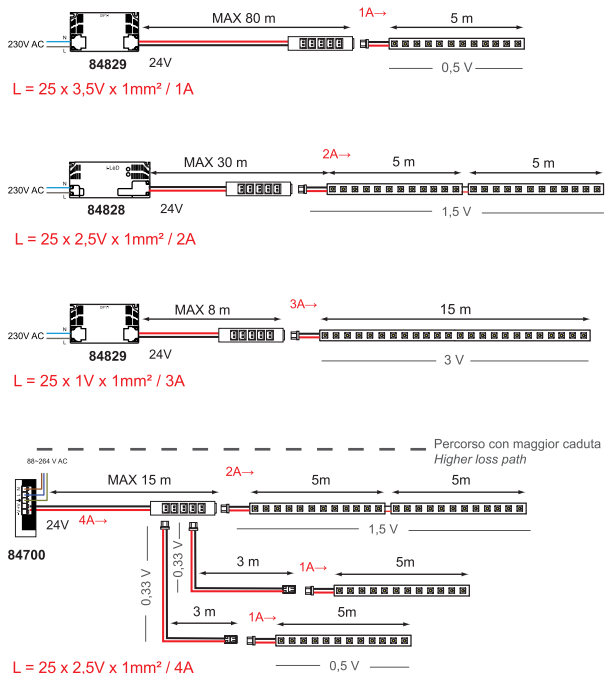 MAX 80 m
1A→
5 m
N
230V AC
L
84829
24V
0,5 V
L = 25 x 3,5V x 1mm² / 1A
MAX 30 m
2A→
5 m
5 m
N
230V AC
L
84828
24V
1,5 V
L = 25 x 2,5V x 1mm² / 2A
MAX 8 m
3A→
15 m
N
230V AC
L
84829
24V
3 V
L = 25 x 1V x 1mm² / 3A
Percorso con maggior caduta
Higher loss path
88~264 V AC
MAX 15 m
2A→
5m
5m
24V
4A→
1,5 V
84700
0,33 V
0,33 V
3 m
1A→
5m
3 m
1A→
5m
0,5 V
L = 25 x 2,5V x 1mm² / 4A